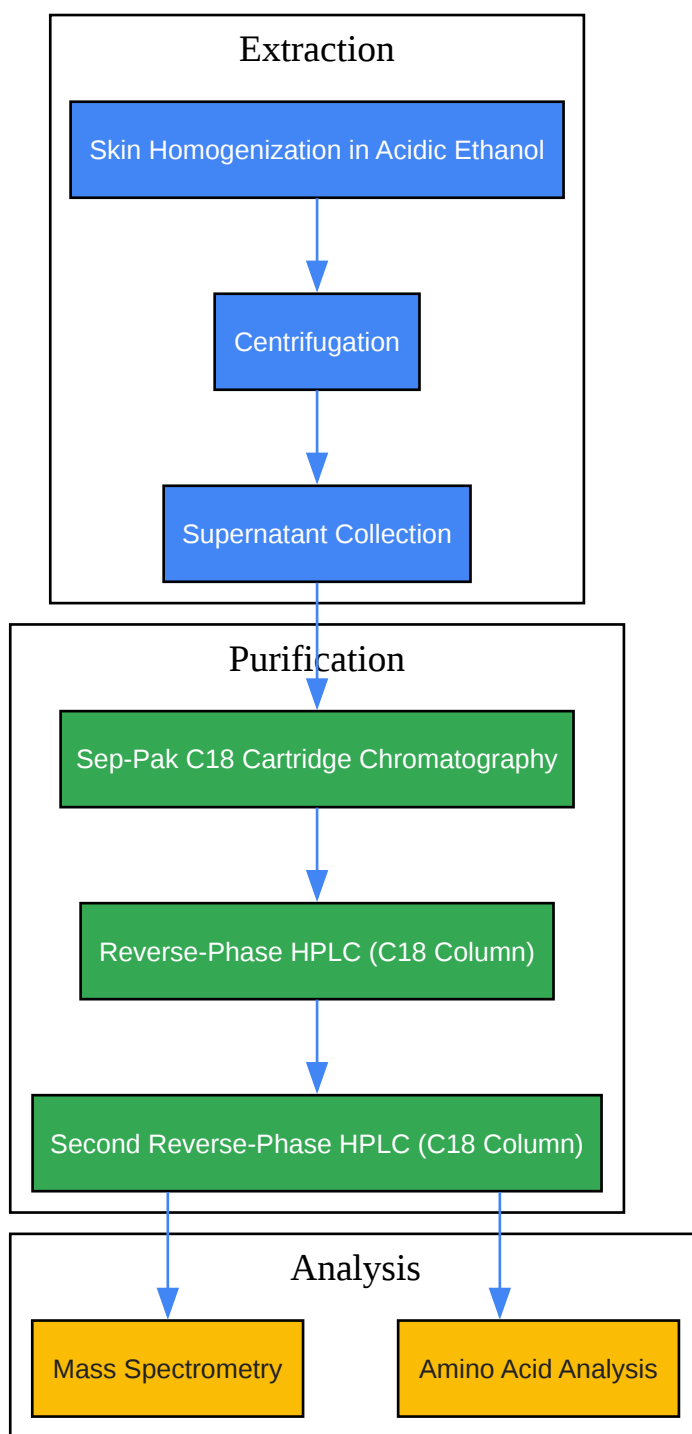 Extraction
Skin Homogenization in Acidic Ethanol
Centrifugation
Supernatant Collection
Purification
Sep-Pak C18 Cartridge Chromatography
Reverse-Phase HPLC (C18 Column)
Second Reverse-Phase HPLC (C18 Column)
Analysis
Mass Spectrometry
Amino Acid Analysis